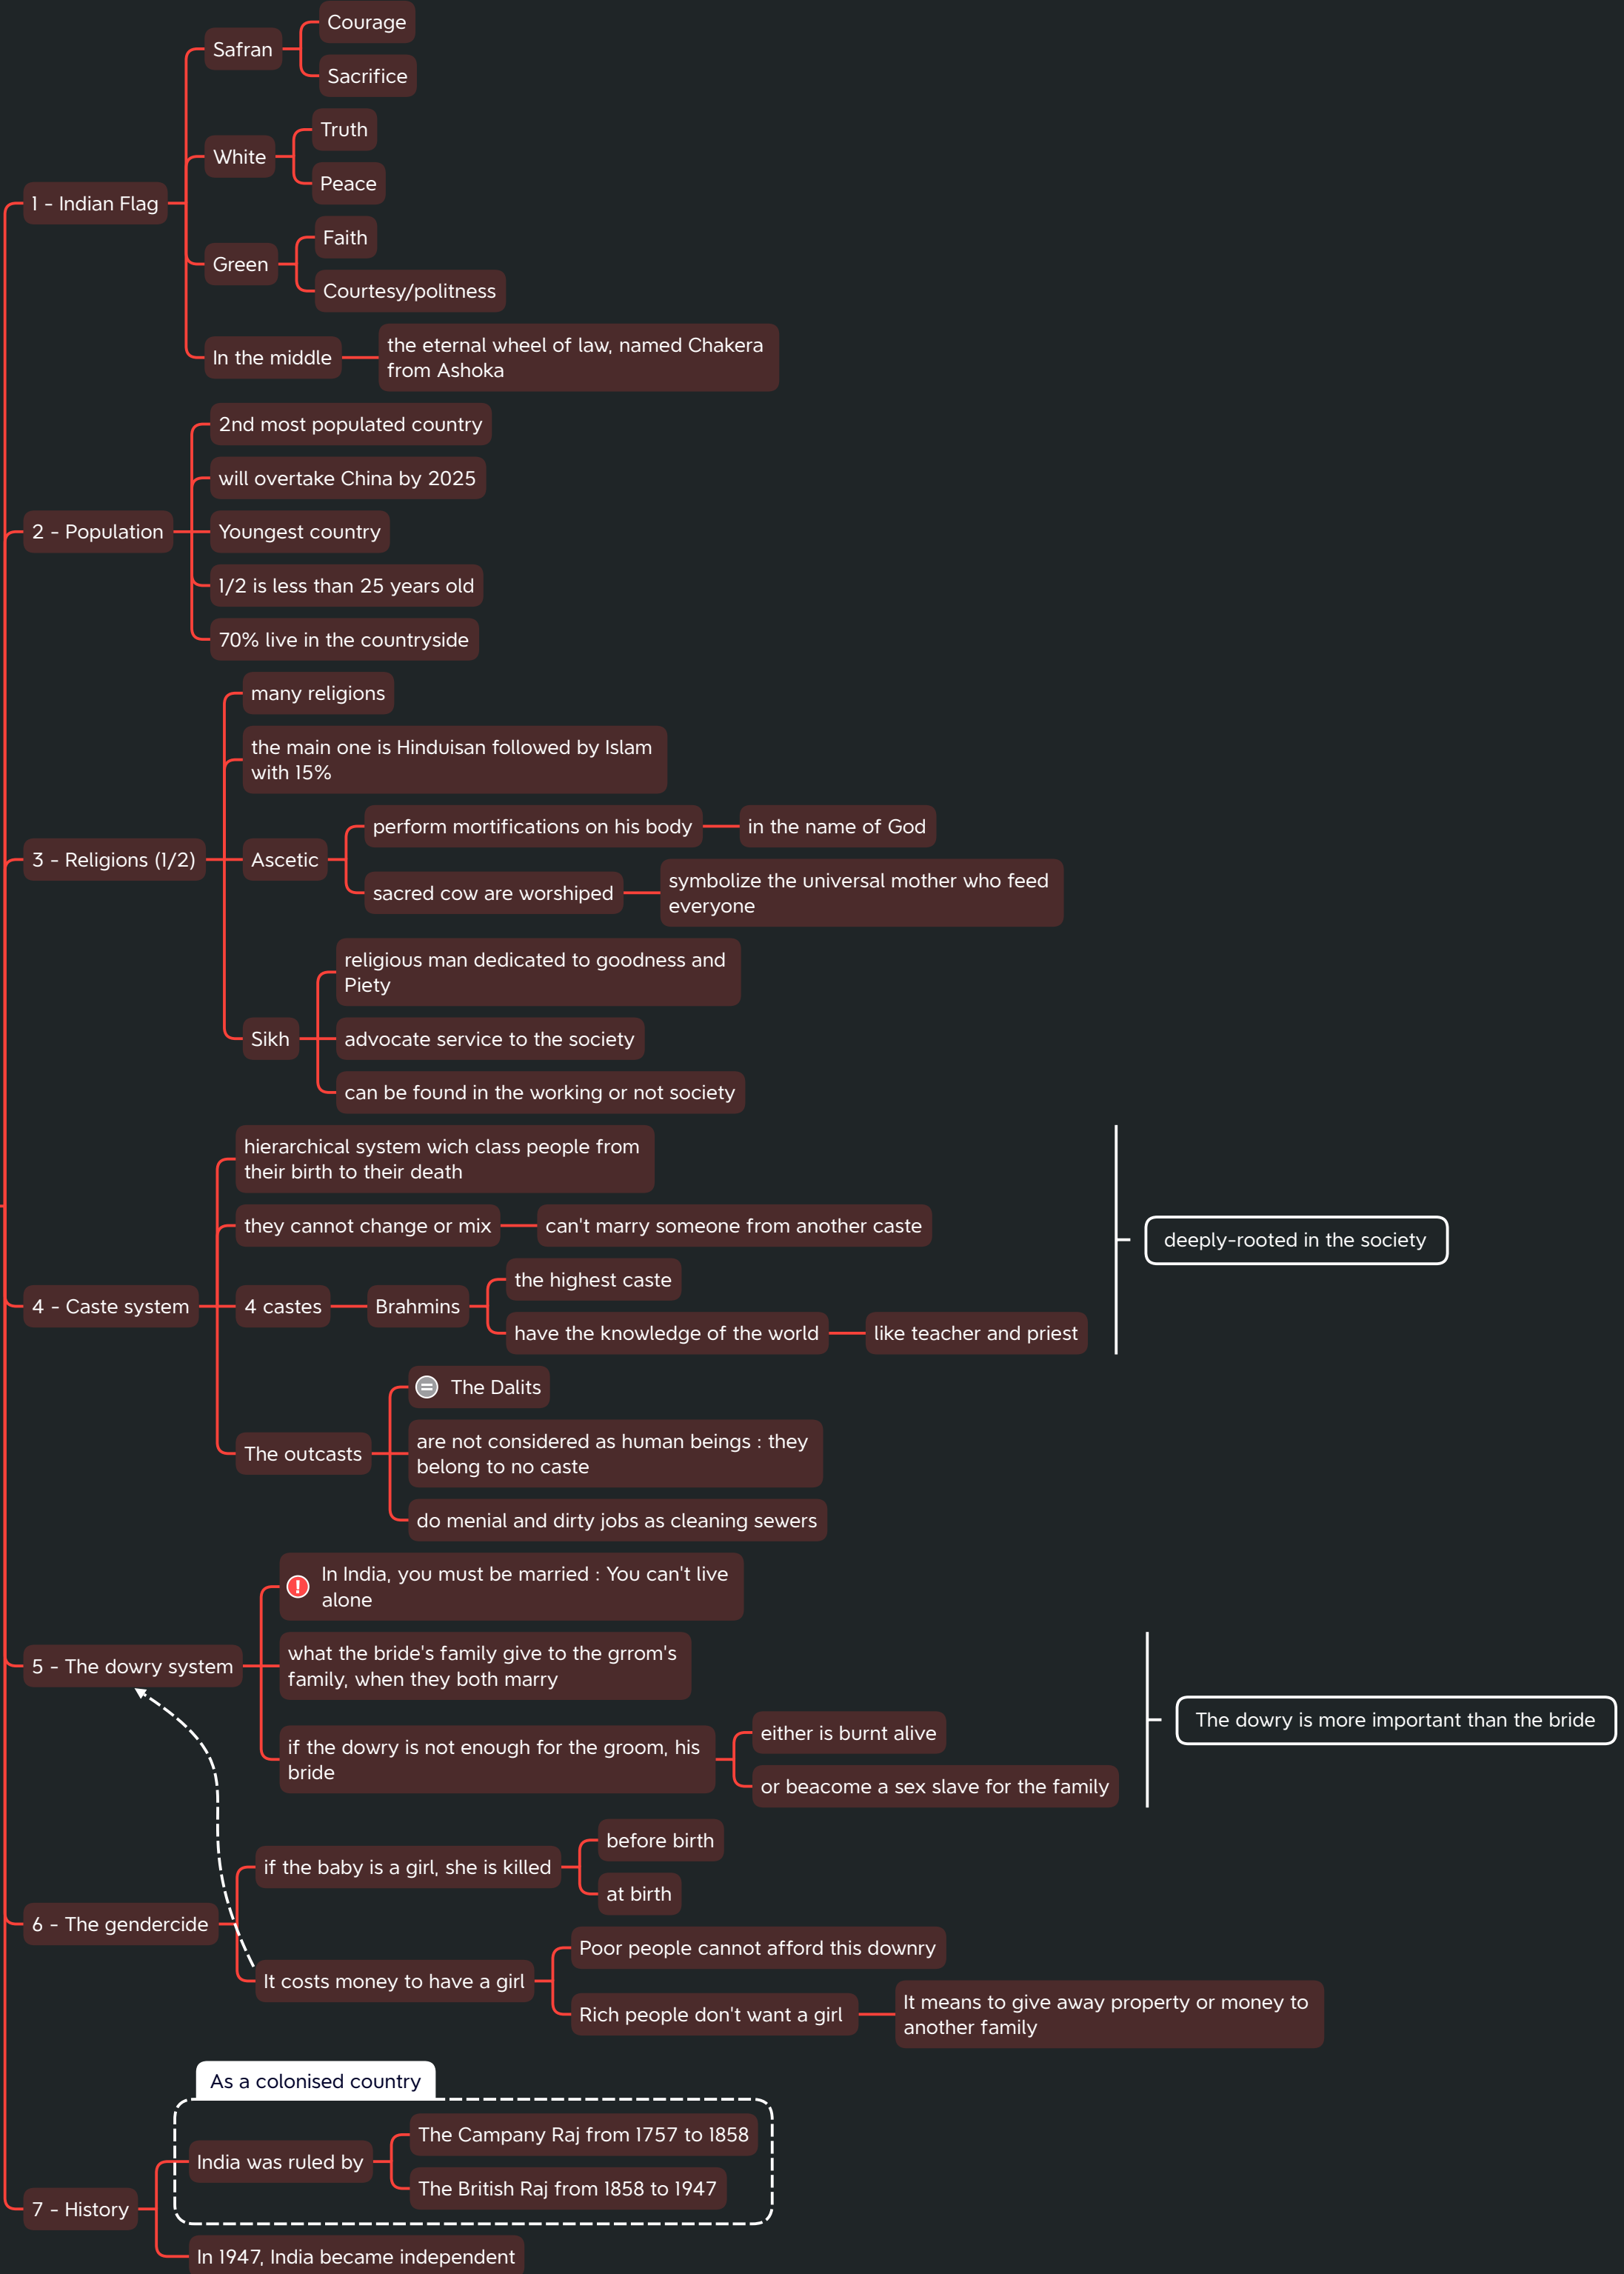 1 - Indian Flag
Safran
Courage
Sacrifice
White
Truth
Peace
Green
Faith
Courtesy/politness
In the middle
the eternal wheel of law, named Chakera
from Ashoka
2 - Population
2nd most populated country
will overtake China by 2025
Youngest country
1/2 is less than 25 years old
70% live in the countryside
3 - Religions (1/2)
many religions
the main one is Hinduisan followed by Islam
with 15%
Ascetic
perform mortifications on his body
in the name of God
sacred cow are worshiped
symbolize the universal mother who feed
everyone
Sikh
religious man dedicated to goodness and
Piety
advocate service to the society
can be found in the working or not society
4 - Caste system
hierarchical system wich class people from
their birth to their death
they cannot change or mix
can't marry someone from another caste
4 castes
Brahmins
the highest caste
have the knowledge of the world
like teacher and priest
deeply-rooted in the society
The outcasts
= The Dalits
are not considered as human beings : they
belong to no caste
do menial and dirty jobs as cleaning sewers
5 - The dowry system
! In India, you must be married : You can't live
alone
what the bride's family give to the grrom's
family, when they both marry
if the dowry is not enough for the groom, his
bride
either is burnt alive
or beacome a sex slave for the family
The dowry is more important than the bride
6 - The gendercide
if the baby is a girl, she is killed
before birth
at birth
It costs money to have a girl
Poor people cannot afford this downry
Rich people don't want a girl
It means to give away property or money to
another family
7 - History
As a colonised country
India was ruled by
The Campany Raj from 1757 to 1858
The British Raj from 1858 to 1947
In 1947, India became independent